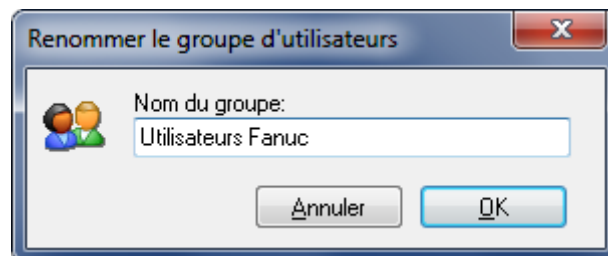 Renommer le groupe d'utilisateurs
Nom du groupe:
Utilisateurs Fanuc
Annuler
OK